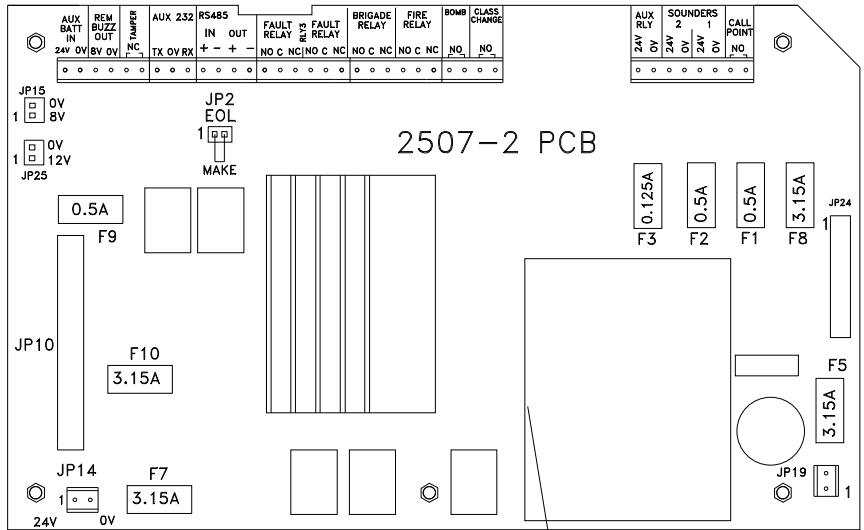 AUX BATT IN
REM BUZZ OUT
TAMPER
AUX 232
RS485
IN OUT
FAULT RELAY
RLY3
FAULT RELAY
BRIGADE RELAY
FIRE RELAY
BOMB
CLASS CHANGE
AUX RLY
SOUNDERS
2 1
CALL POINT
24V 0V
8V 0V
NC
TX 0V RX
+ − + −
NO C NC
NO C NC
NO C NC
NO C NC
NO
NO
24V
0V
24V
0V
24V
0V
NO
JP15
0V
1 8V
0V
1 12V
JP25
JP2
EOL
1
MAKE
2507-2 PCB
0.5A
F9
0.125A
F3
0.5A
F2
0.5A
F1
3.15A
F8
JP24
1
JP10
F10
3.15A
F5
3.15A
JP14
1
24V 0V
F7
3.15A
JP19
1